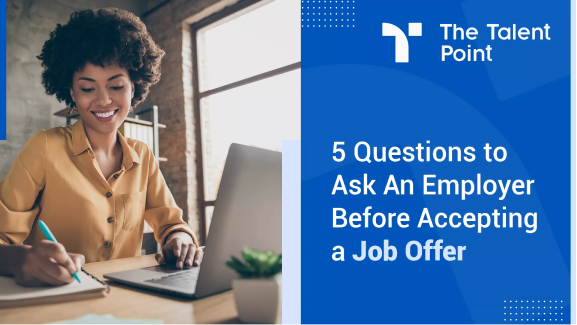 The Talent
Point
5 Questions to
Ask An Employer
Before Accepting
a Job Offer